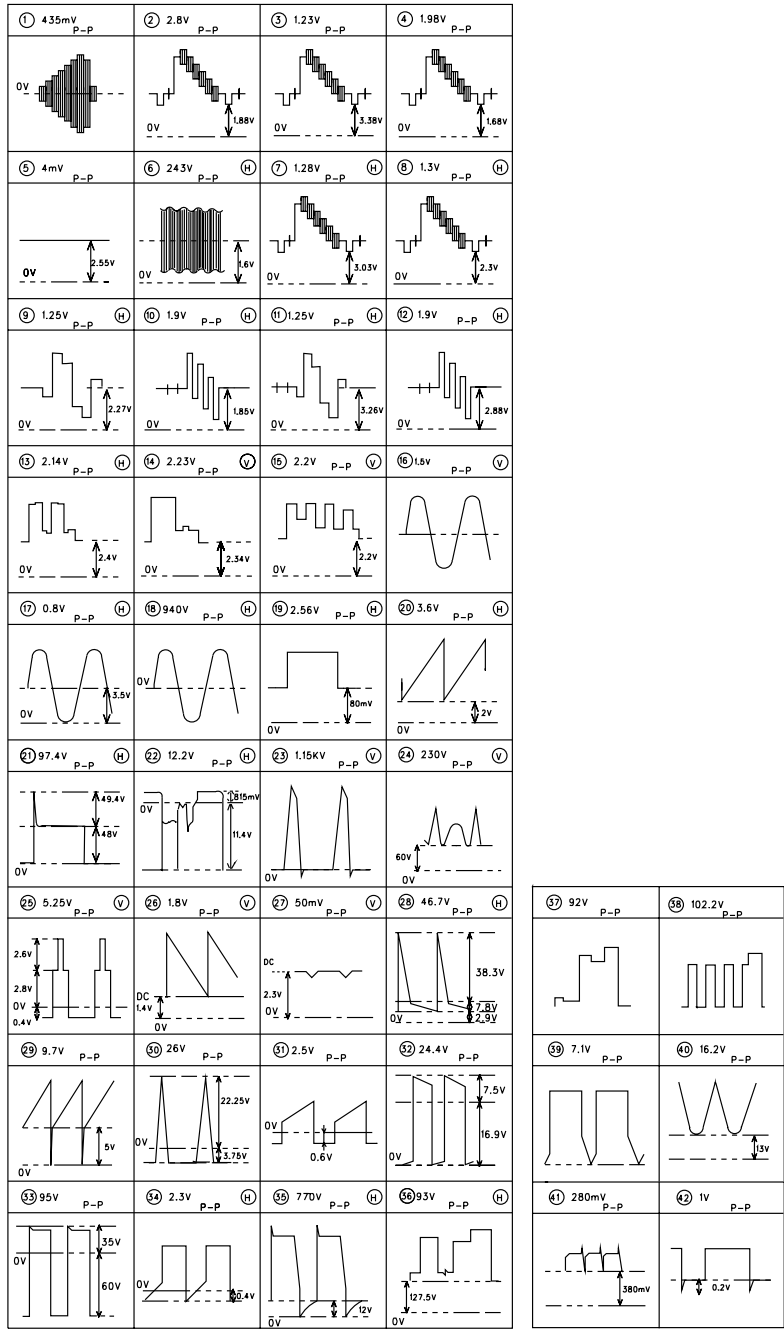 ① 435mV P-P ② 2.8V P-P ③ 1.23V P-P ④ 1.98V P-P
0V
1.88V 3.38V 1.68V
0V 0V 0V
⑤ 4mV P-P ⑥ 243V P-P Ⓗ ⑦ 1.28V P-P Ⓗ ⑧ 1.3V P-P Ⓗ
2.55V 1.6V 3.03V 2.3V
0V 0V 0V 0V
⑨ 1.25V P-P Ⓗ ⑩ 1.9V P-P Ⓗ ⑪ 1.25V P-P Ⓗ ⑫ 1.9V P-P Ⓗ
2.27V 1.85V 3.26V 2.88V
0V 0V 0V 0V
⑬ 2.14V P-P Ⓗ ⑭ 2.23V P-P Ⓥ ⑮ 2.2V P-P Ⓥ ⑯ 1.5V P-P Ⓥ
2.4V 2.34V 2.2V
0V 0V 0V
⑰ 0.8V P-P Ⓗ ⑱ 940V P-P Ⓗ ⑲ 2.56V P-P Ⓗ ⑳ 3.6V P-P Ⓗ
0V
3.5V 80mV 2V
0V 0V 0V
㉑ 97.4V P-P Ⓗ ㉒ 12.2V P-P Ⓗ ㉓ 1.15KV P-P Ⓥ ㉔ 230V P-P Ⓥ
49.4V 0V .815mV
48V 11.4V 60V
0V 0V 0V 0V
㉕ 5.25V P-P Ⓥ ㉖ 1.8V P-P Ⓥ ㉗ 50mV P-P Ⓥ ㉘ 46.7V P-P Ⓗ
2.6V DC 38.3V
2.8V DC 2.3V 7.8V
0V 1.4V 0V 0V 2.9V
0.4V 0V
㉙ 9.7V P-P ㉚ 26V P-P ㉛ 2.5V P-P ㉜ 24.4V P-P
22.25V 7.5V
5V 0V 3.75V 0V 0.6V 16.9V
0V 0V
㉝ 95V P-P ㉞ 2.3V P-P Ⓗ ㉟ 770V P-P Ⓗ ㊱ 93V P-P Ⓗ
35V
0V 0V
60V 0.4V 12V 127.5V
0V 0V
㊲ 92V P-P ㊳ 102.2V P-P
㊴ 7.1V P-P ㊵ 16.2V P-P
13V
㊶ 280mV P-P ㊷ 1V P-P
380mV 0.2V